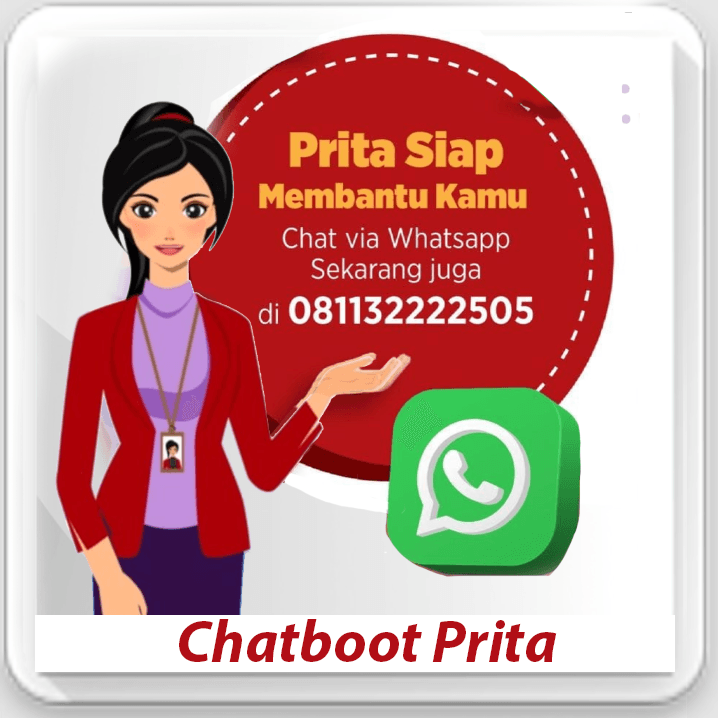 Prita Siap
Membantu Kamu
Chat via Whatsapp
Sekarang juga
di 081132222505
Chatboot Prita